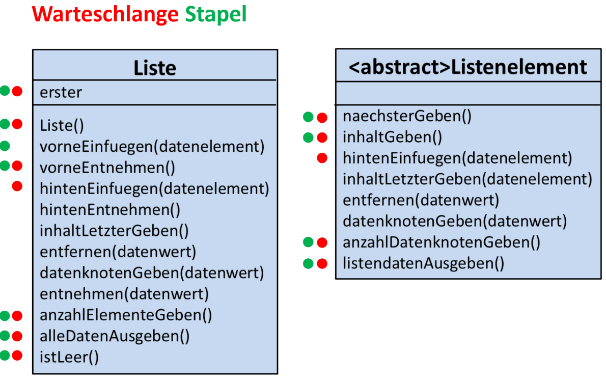 Warteschlange Stapel
Liste
erster
Liste()
vorneEinfuegen(datenelement)
vorneEntnehmen()
hintenEinfuegen(datenelement)
hintenEntnehmen()
inhaltLetzterGeben()
entfernen(datenwert)
datenknotenGeben(datenwert)
entnehmen(datenwert)
anzahlElementeGeben()
alleDatenAusgeben()
istLeer()
<abstract>Listenelement
naechsterGeben()
inhaltGeben()
hintenEinfuegen(datenelement)
inhaltLetzterGeben(datenelement)
entfernen(datenwert)
datenknotenGeben(datenwert)
anzahlDatenknotenGeben()
listendatenAusgeben()